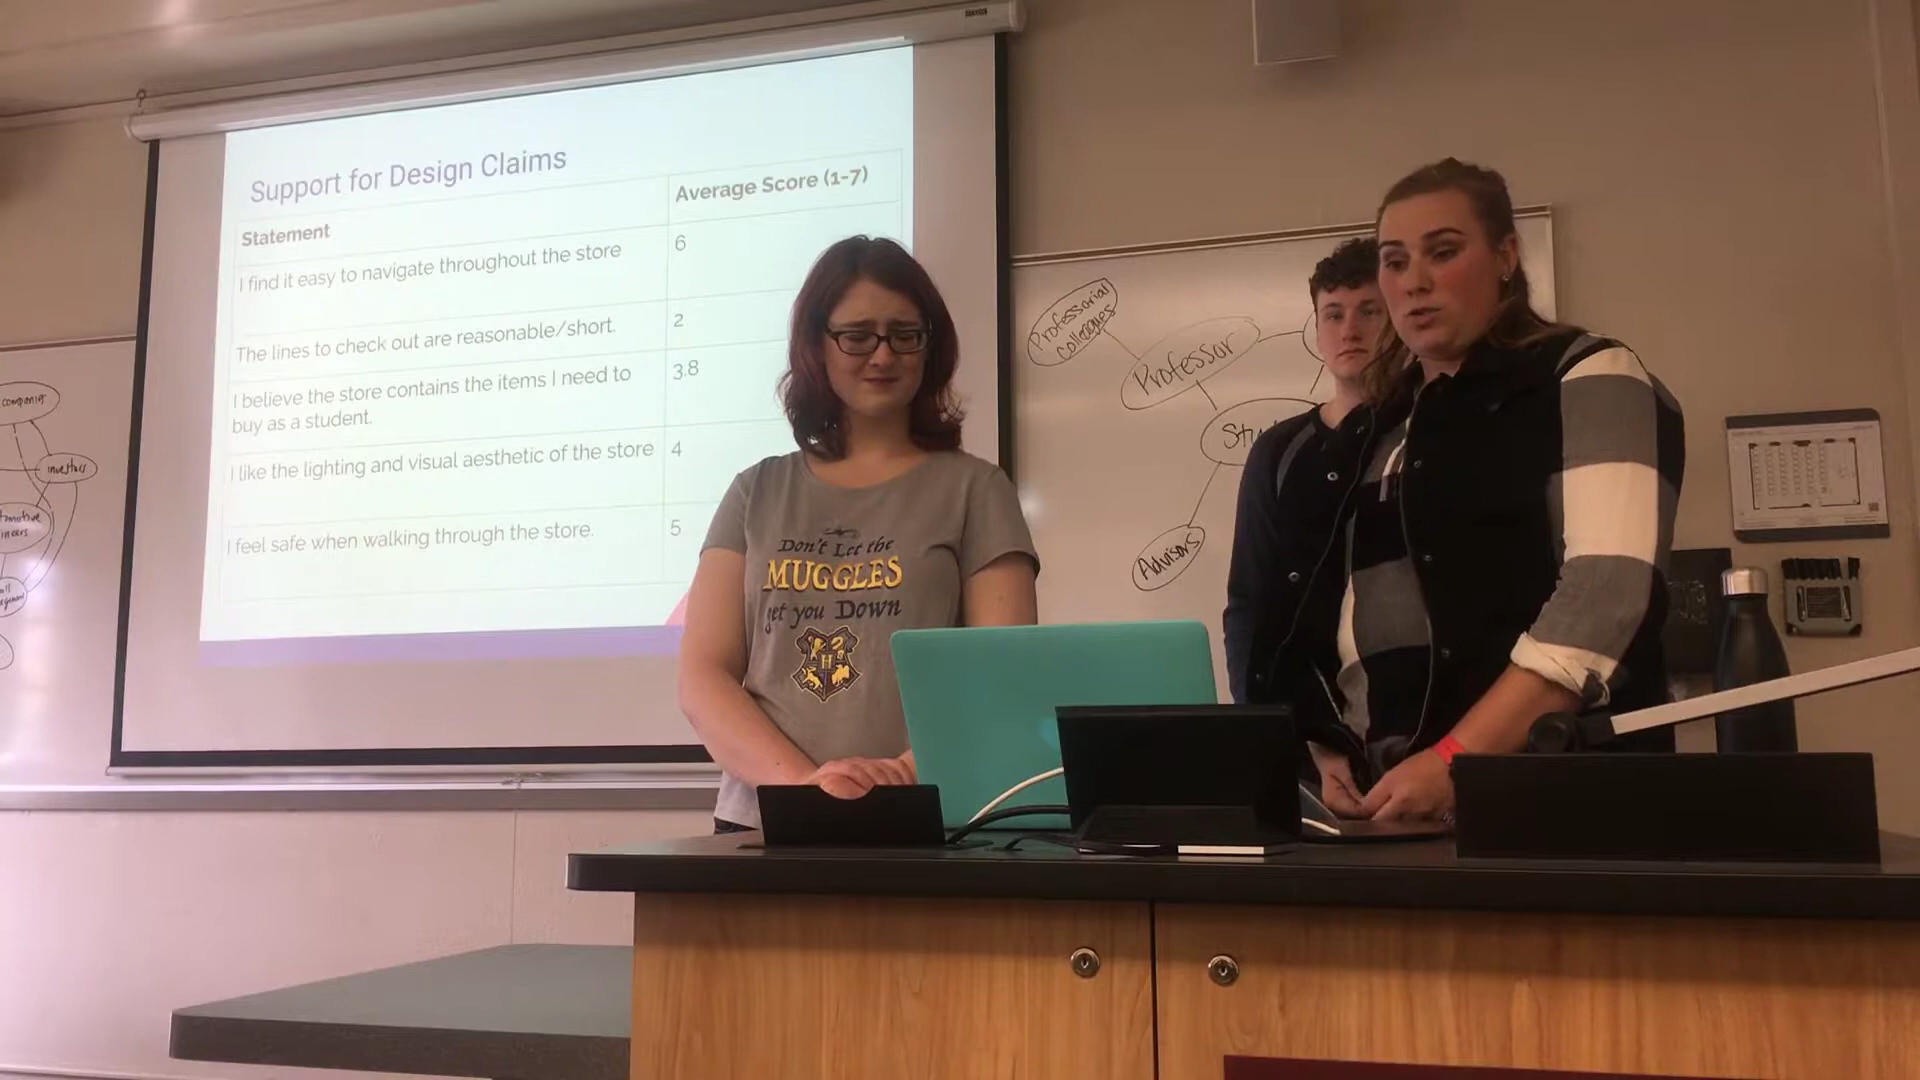 Support for Design Claims
Statement
Average Score (1-7)
I find it easy to navigate throughout the store
6
The lines to check out are reasonable/short.
2
I believe the store contains the items I need to
buy as a student.
3.8
I like the lighting and visual aesthetic of the store
4
I feel safe when walking through the store.
5
Don't Let the
MUGGLES
get you Down
H
Professorial
Colleagues
Professor
Stu
Advisors
companies
investors